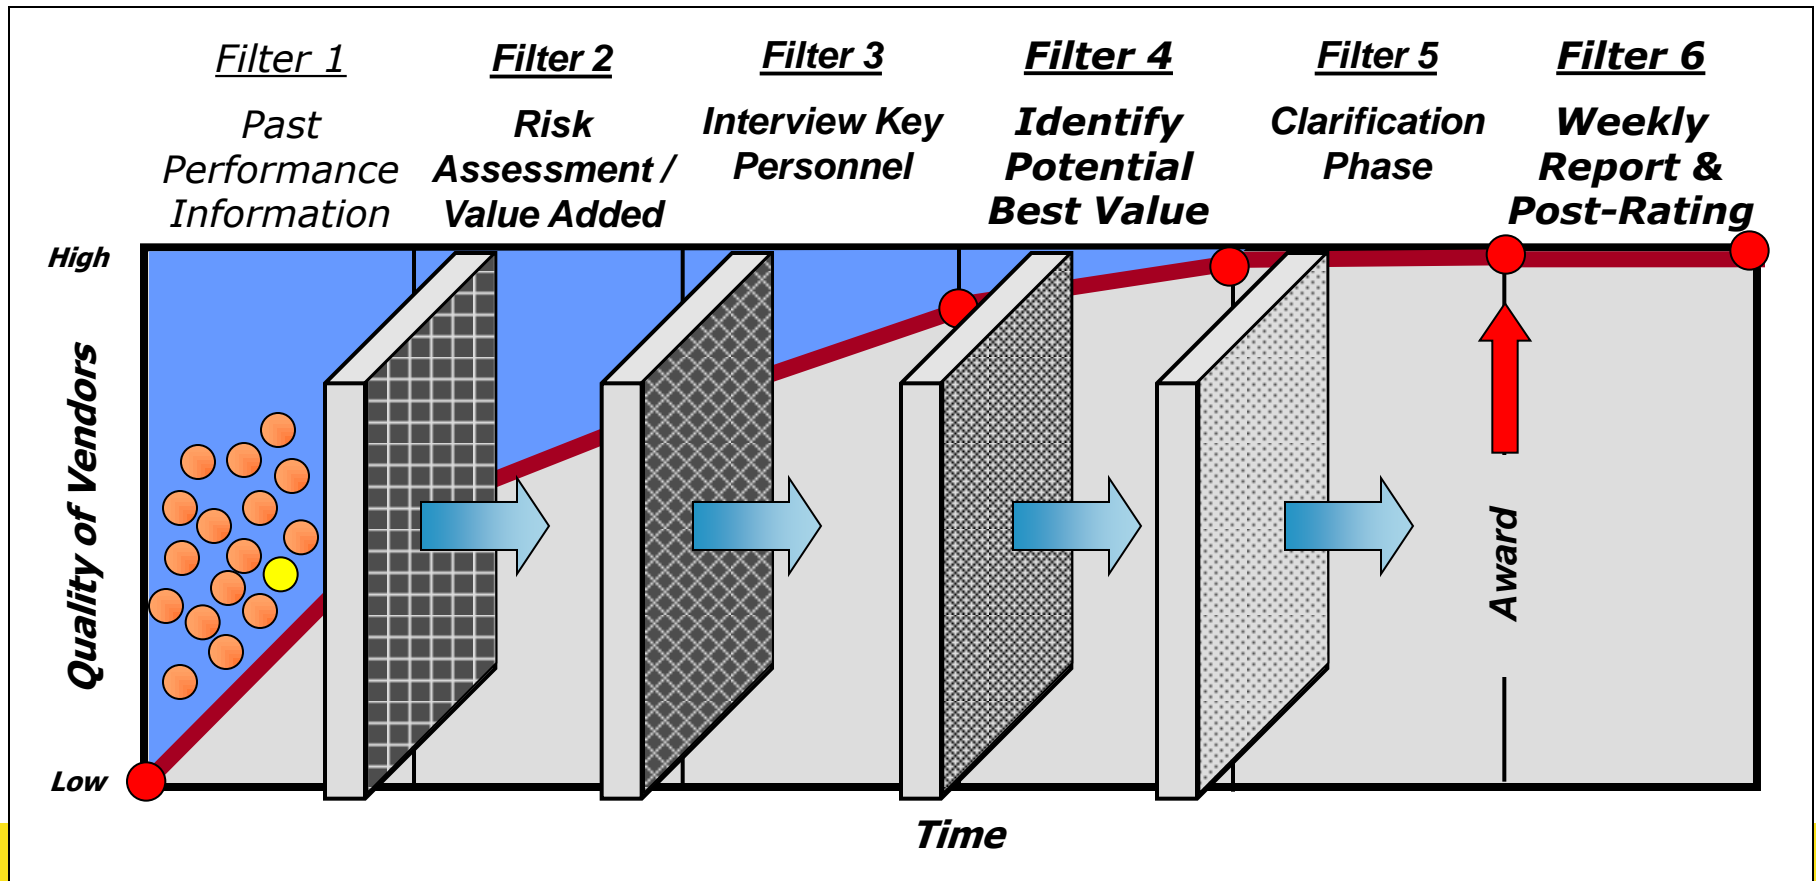 Filter 1
Past
Performance
Information
Filter 2
Risk
Assessment /
Value Added
Filter 3
Interview Key
Personnel
Filter 4
Identify
Potential
Best Value
Filter 5
Clarification
Phase
Filter 6
Weekly
Report &
Post-Rating
High
Quality of Vendors
Low
Award
Time